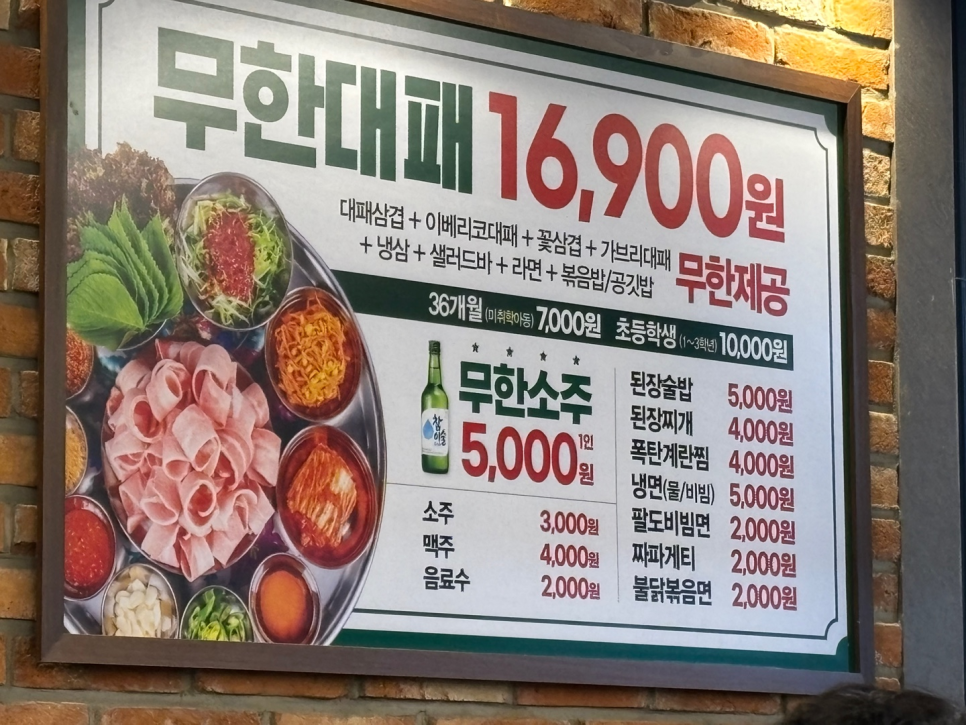 무한대패 16,900원
대패삼겹 + 이베리코대패 + 꽃삼겹 + 가브리대패
+ 냉삼 + 샐러드바 + 라면 + 볶음밥/공깃밥
무한제공
36개월 (미취학아동) 7,000원 초등학생 (1~3학년) 10,000원
참이슬
무한소주
5,000원 1인
소주 3,000원
맥주 4,000원
음료수 2,000원
된장술밥 5,000원
된장찌개 4,000원
폭탄계란찜 4,000원
냉면(물/비빔) 5,000원
팔도비빔면 2,000원
짜파게티 2,000원
불닭볶음면 2,000원